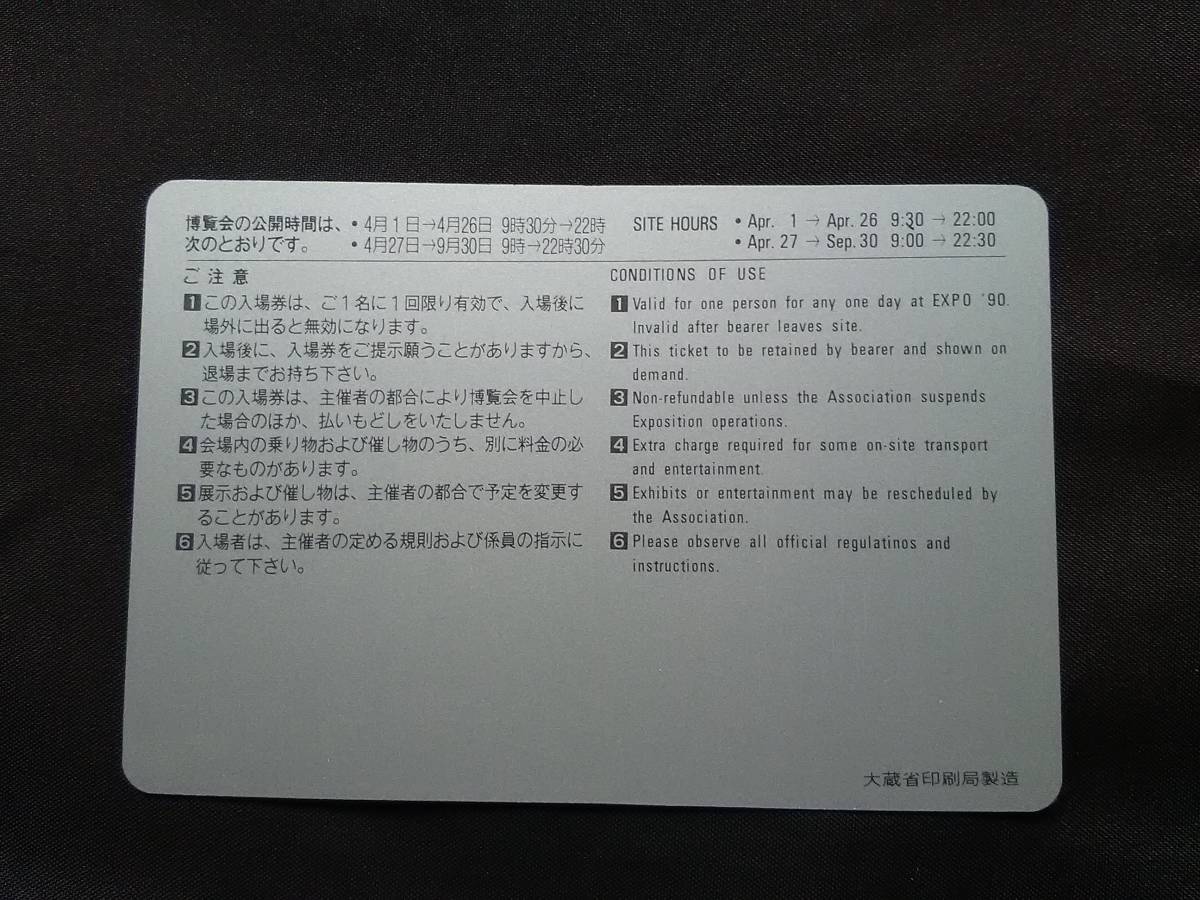 博覧会の公開時間は、• 4月1日→4月26日 9時30分→22時
次のとおりです。 • 4月27日→9月30日 9時→22時30分
SITE HOURS • Apr. 1 → Apr. 26 9:30 → 22:00
• Apr. 27 → Sep. 30 9:00 → 22:30
ご注意
1 この入場券は、ご1名に1回限り有効で、入場後に
場外に出ると無効になります。
2 入場後に、入場券をご提示願うことがありますから、
退場までお持ち下さい。
3 この入場券は、主催者の都合により博覧会を中止し
た場合のほか、払いもどしをいたしません。
4 会場内の乗り物および催し物のうち、別に料金の必
要なものがあります。
5 展示および催し物は、主催者の都合で予定を変更す
ることがあります。
6 入場者は、主催者の定める規則および係員の指示に
従って下さい。
CONDITIONS OF USE
1 Valid for one person for any one day at EXPO '90.
Invalid after bearer leaves site.
2 This ticket to be retained by bearer and shown on
demand.
3 Non-refundable unless the Association suspends
Exposition operations.
4 Extra charge required for some on-site transport
and entertainment.
5 Exhibits or entertainment may be rescheduled by
the Association.
6 Please observe all official regulatinos and
instructions.
大蔵省印刷局製造